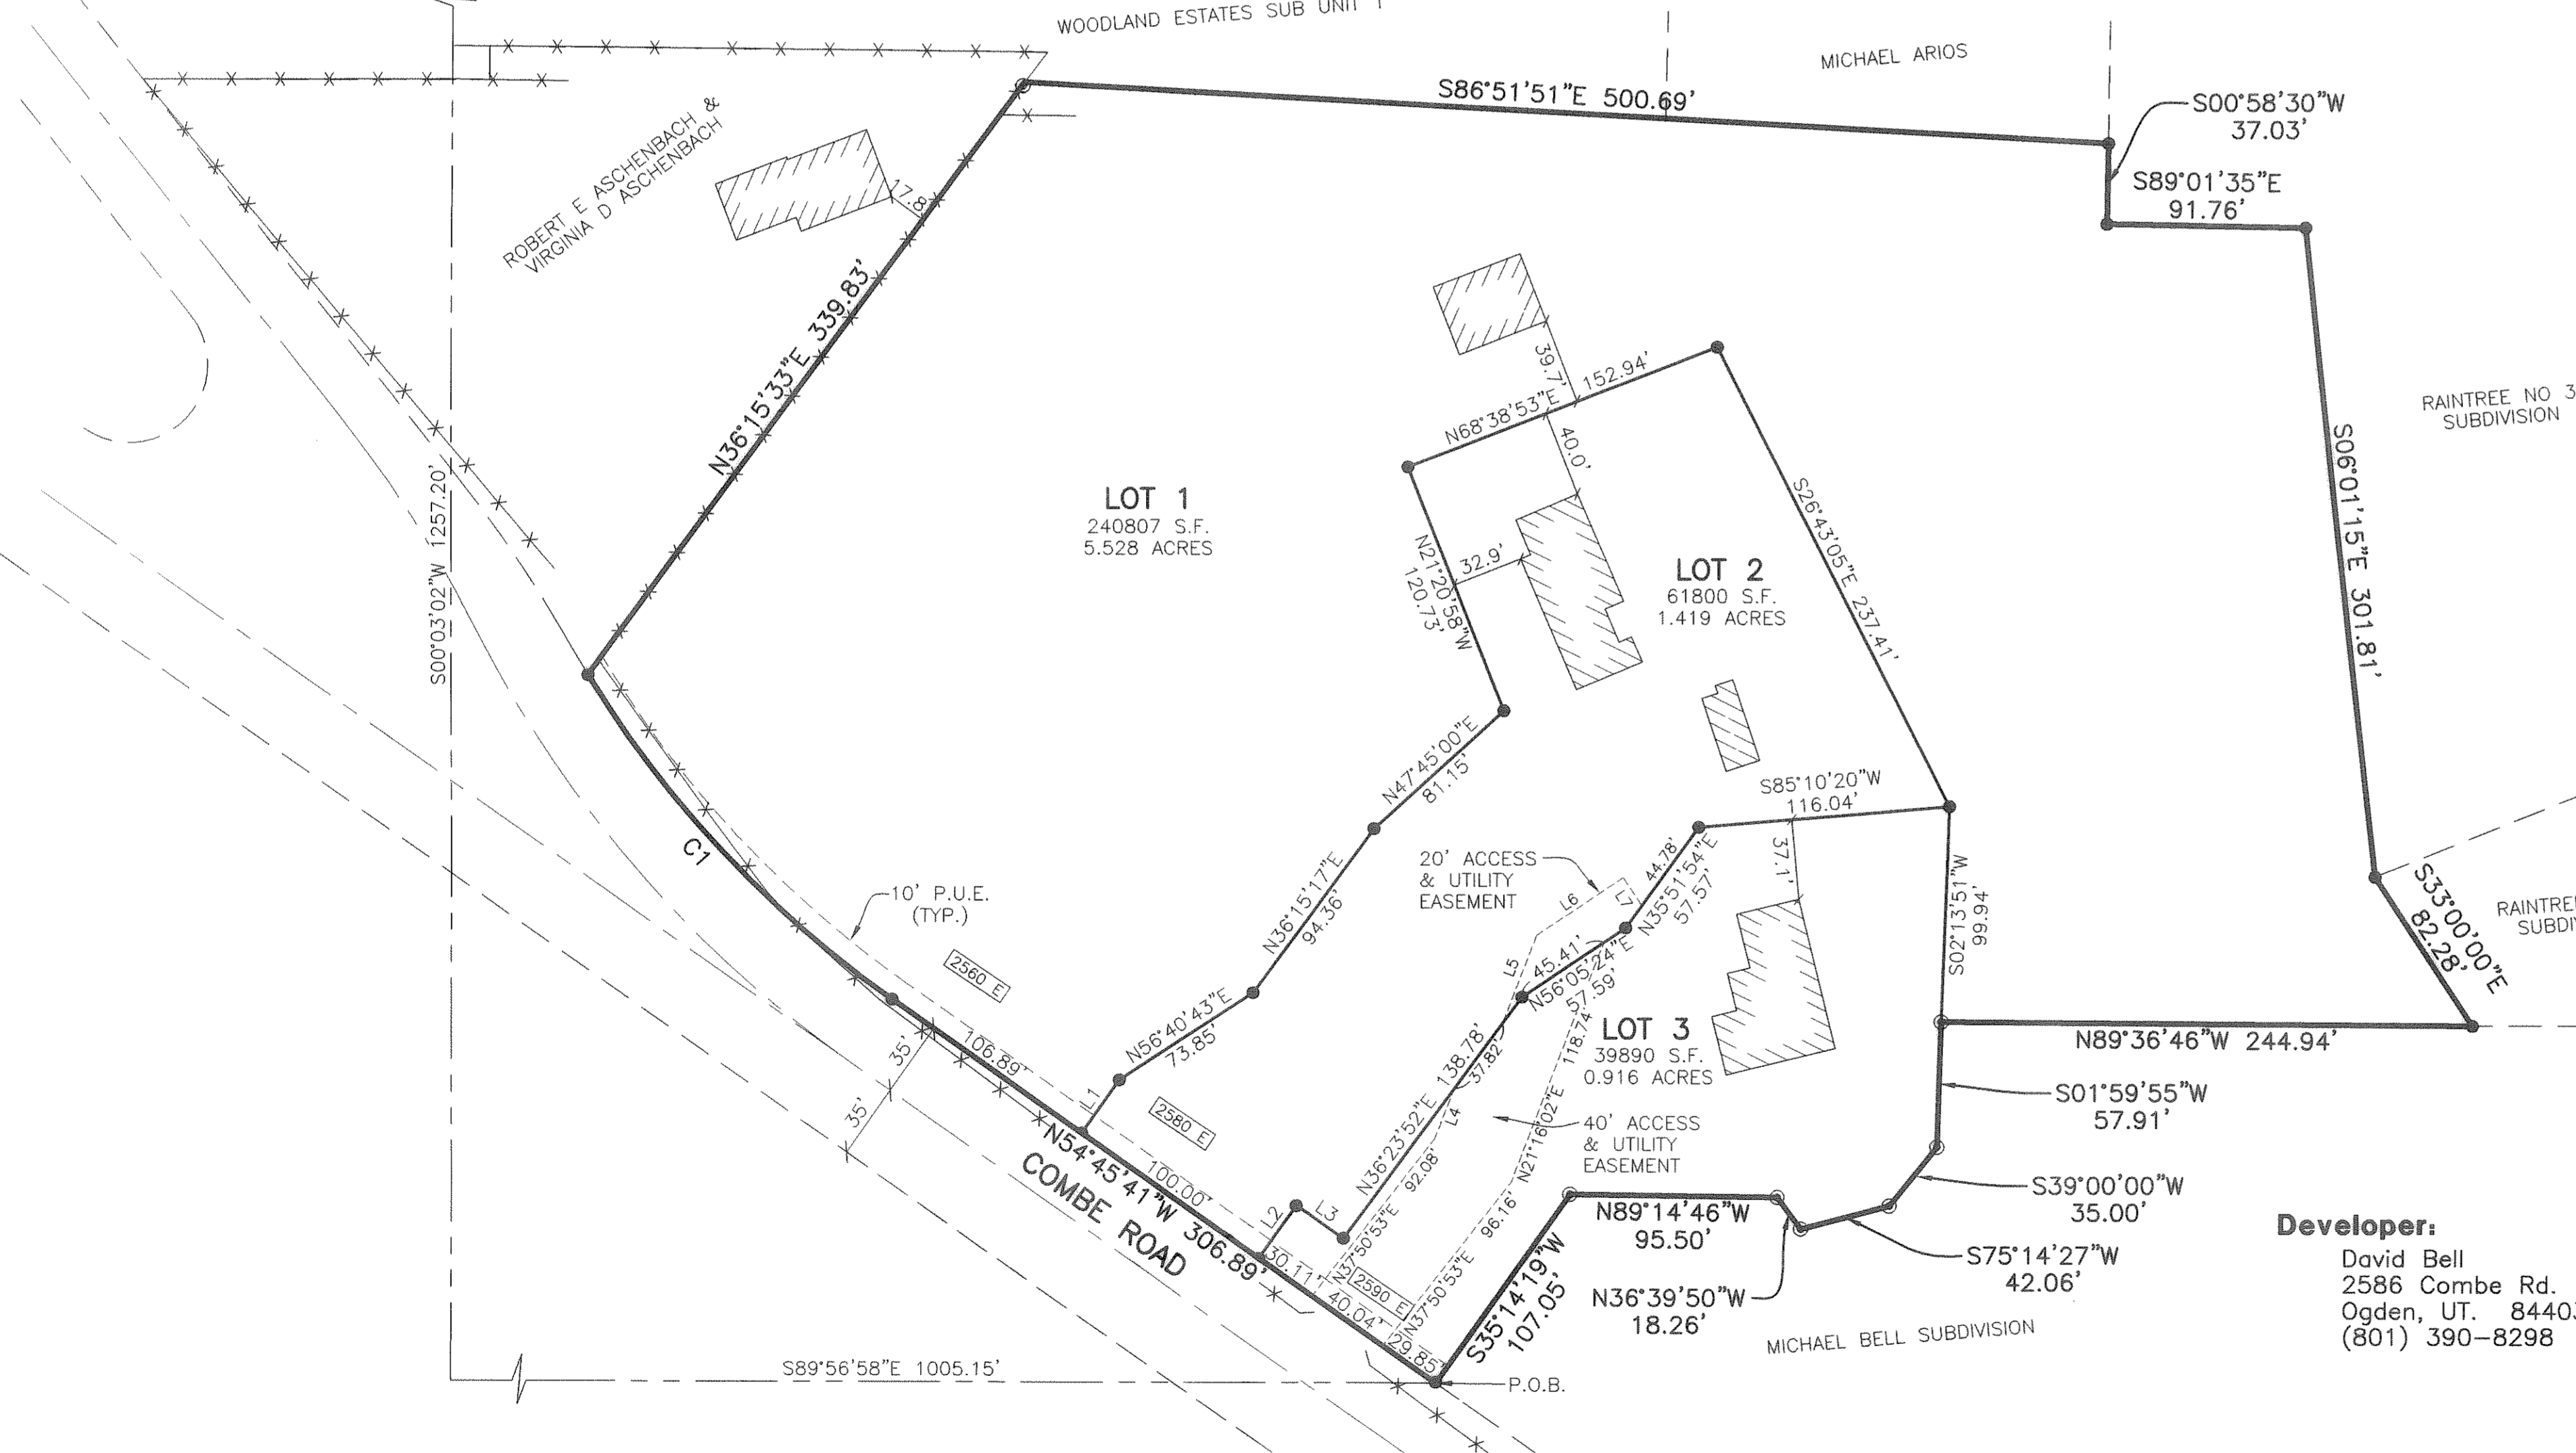 WOODLAND ESTATES SUB UNIT 1
MICHAEL ARIOS
S86°51'51"E 500.69'
S00°58'30"W
37.03'
S89°01'35"E
91.76'
ROBERT E ASCHENBACH &
VIRGINIA D ASCHENBACH
17.8
N36°15'33"E 339.83'
39.7'
152.94'
N68°38'53"E
40.0'
RAINTREE NO 3
SUBDIVISION
S06°01'15"E 301.81'
S00°03'02"W 1257.20'
LOT 1
240807 S.F.
5.528 ACRES
N21°20'58"W
120.73'
32.9'
LOT 2
61800 S.F.
1.419 ACRES
S26°43'05"E 237.41'
N47°45'00"E
81.15'
S85°10'20"W
116.04'
37.1'
C1
10' P.U.E.
(TYP.)
20' ACCESS
& UTILITY
EASEMENT
L6
L7
44.78'
N35°51'54"E
57.57'
S02°13'51"W
99.94'
S33°00'00"E
82.28'
N36°15'17"E
94.36'
2560 E
L5
45.41'
N56°05'24"E
57.59'
LOT 3
39890 S.F.
0.916 ACRES
N89°36'46"W 244.94'
S01°59'55"W
57.91'
35'
35'
106.89'
N56°40'43"E
73.85'
L1
2580 E
N36°23'52"E 138.78'
37.82'
L4
118.74'
N21°16'02"E
40' ACCESS
& UTILITY
EASEMENT
N54°45'41"W 306.89'
COMBE ROAD
100.00'
L2
L3
92.08'
N37°50'53"E
96.16'
N37°50'53"E
N89°14'46"W
95.50'
S39°00'00"W
35.00'
S75°14'27"W
42.06'
N36°39'50"W
18.26'
30.11'
2590 E
40.04'
29.85'
S35°14'19"W
107.05'
MICHAEL BELL SUBDIVISION
S89°56'58"E 1005.15'
P.O.B.
Developer:
David Bell
2586 Combe Rd.
Ogden, UT. 84403
(801) 390-8298